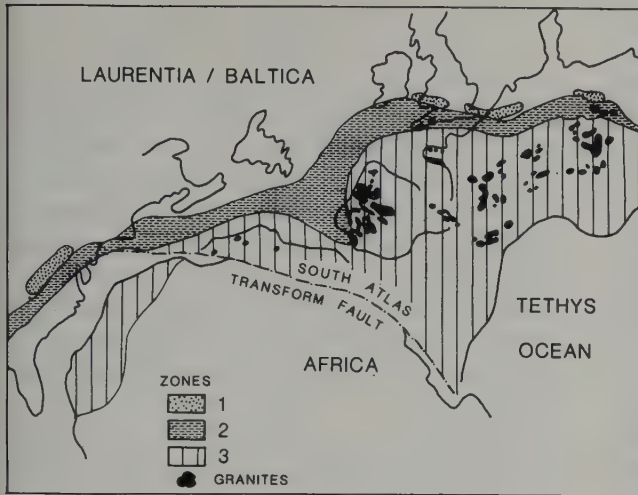 LAURENTIA / BALTICA
SOUTH ATLAS
TRANSFORM FAULT
TETHYS
OCEAN
AFRICA
ZONES
1
2
3
GRANITES